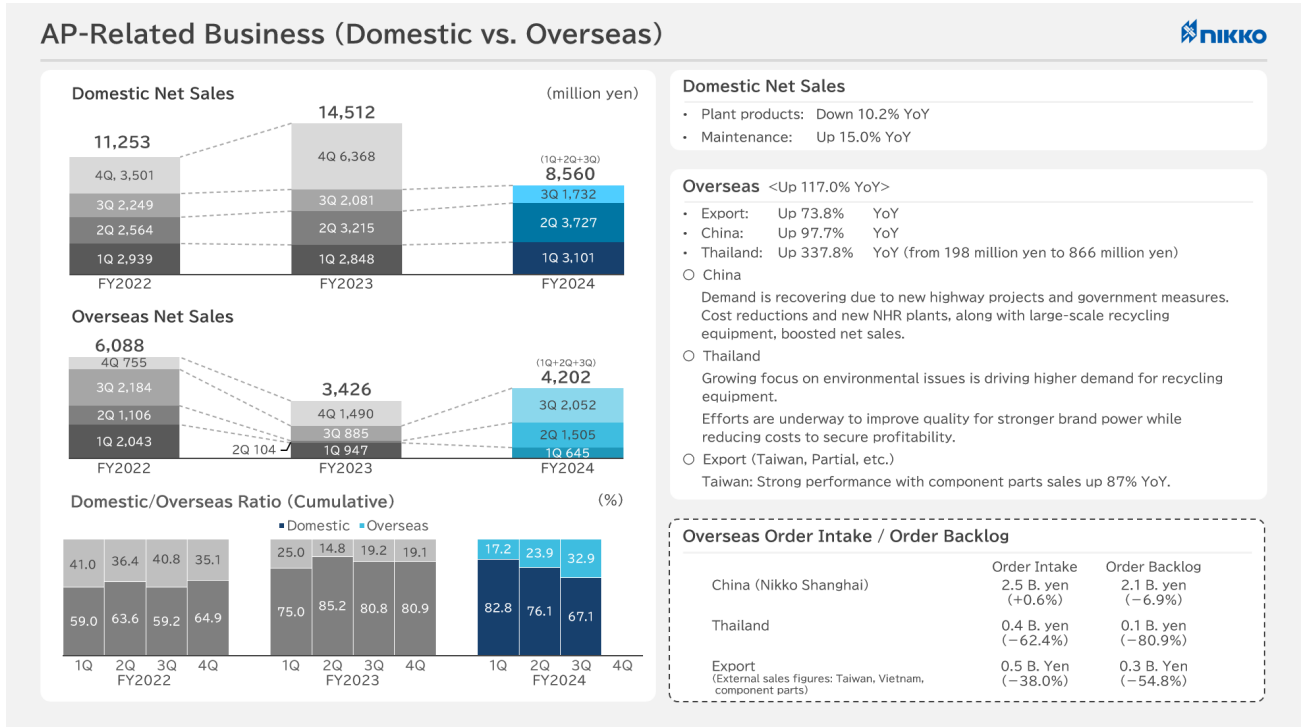 AP-Related Business (Domestic vs. Overseas)
NIKKO
Domestic Net Sales
(million yen)
11,253
4Q, 3,501
3Q 2,249
2Q 2,564
1Q 2,939
FY2022
14,512
4Q 6,368
3Q 2,081
2Q 3,215
1Q 2,848
FY2023
(1Q+2Q+3Q)
8,560
3Q 1,732
2Q 3,727
1Q 3,101
FY2024
Overseas Net Sales
6,088
4Q 755
3Q 2,184
2Q 1,106
1Q 2,043
FY2022
3,426
4Q 1,490
3Q 885
2Q 104
1Q 947
FY2023
(1Q+2Q+3Q)
4,202
3Q 2,052
2Q 1,505
1Q 645
FY2024
Domestic/Overseas Ratio (Cumulative)
(%)
Domestic Overseas
41.0 36.4 40.8 35.1
59.0 63.6 59.2 64.9
1Q 2Q 3Q 4Q
FY2022
25.0 14.8 19.2 19.1
75.0 85.2 80.8 80.9
1Q 2Q 3Q 4Q
FY2023
17.2 23.9 32.9
82.8 76.1 67.1
1Q 2Q 3Q 4Q
FY2024
Domestic Net Sales
• Plant products: Down 10.2% YoY
• Maintenance: Up 15.0% YoY
Overseas <Up 117.0% YoY>
• Export: Up 73.8% YoY
• China: Up 97.7% YoY
• Thailand: Up 337.8% YoY (from 198 million yen to 866 million yen)
○ China
Demand is recovering due to new highway projects and government measures.
Cost reductions and new NHR plants, along with large-scale recycling
equipment, boosted net sales.
○ Thailand
Growing focus on environmental issues is driving higher demand for recycling
equipment.
Efforts are underway to improve quality for stronger brand power while
reducing costs to secure profitability.
○ Export (Taiwan, Partial, etc.)
Taiwan: Strong performance with component parts sales up 87% YoY.
Overseas Order Intake / Order Backlog
Order Intake Order Backlog
China (Nikko Shanghai) 2.5 B. yen 2.1 B. yen
(+0.6%) (−6.9%)
Thailand 0.4 B. yen 0.1 B. yen
(−62.4%) (−80.9%)
Export 0.5 B. Yen 0.3 B. Yen
(External sales figures: Taiwan, Vietnam, (−38.0%) (−54.8%)
component parts)